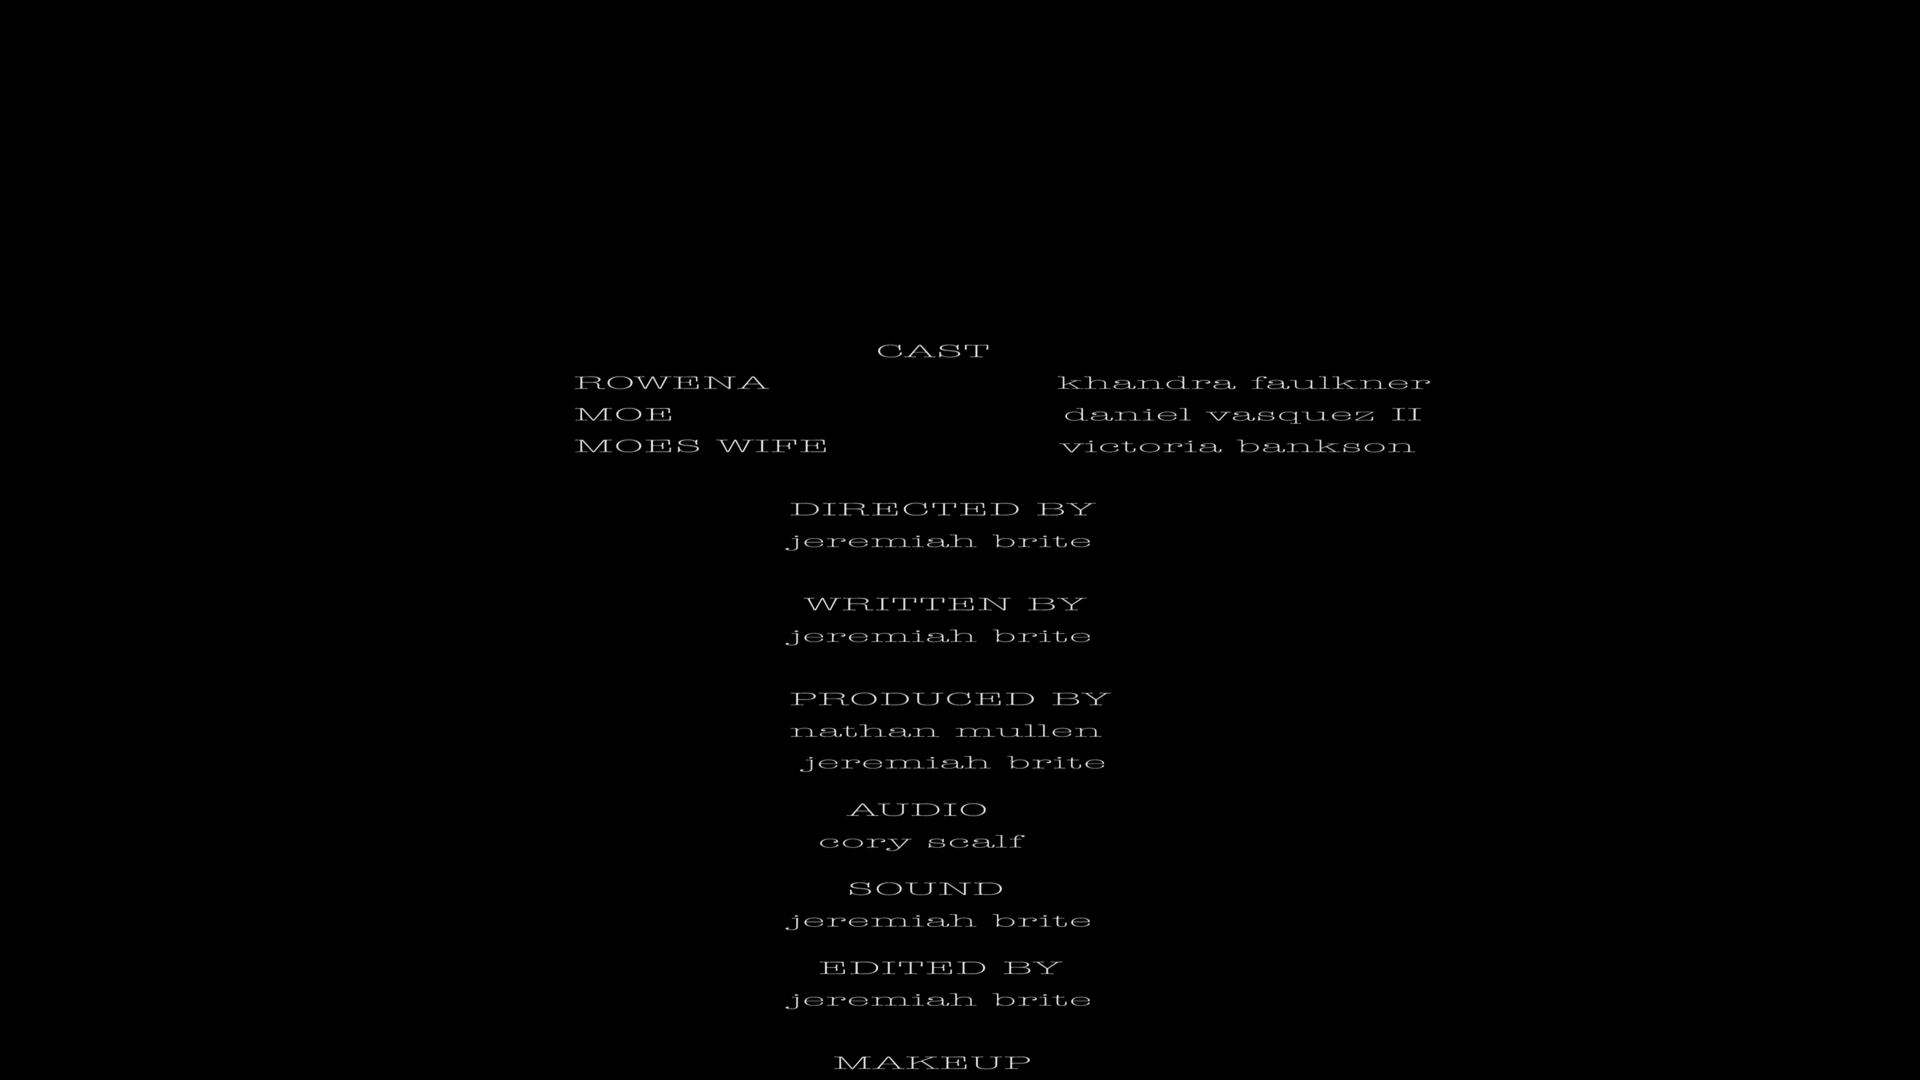 CAST
ROWENA khandra faulkner
MOE daniel vasquez II
MOES WIFE victoria bankson
DIRECTED BY
jeremiah brite
WRITTEN BY
jeremiah brite
PRODUCED BY
nathan mullen
jeremiah brite
AUDIO
cory scalf
SOUND
jeremiah brite
EDITED BY
jeremiah brite
MAKEUP